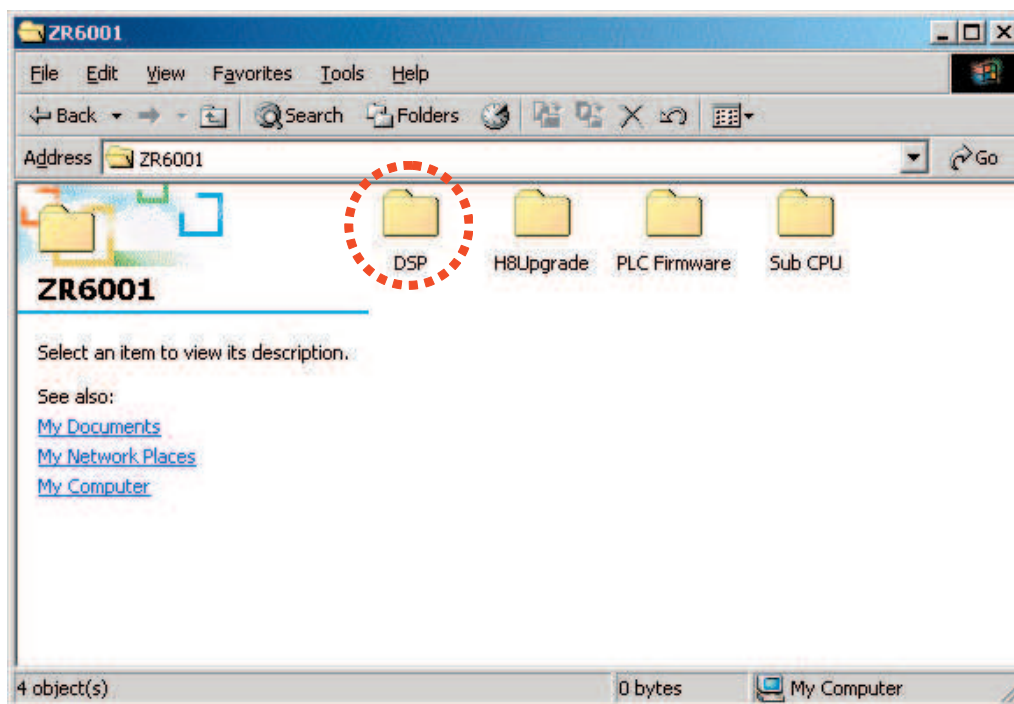 ZR6001
File Edit View Favorites Tools Help
Back Search Folders
Address ZR6001 Go
DSP H8Upgrade PLC Firmware Sub CPU
ZR6001
Select an item to view its description.
See also:
My Documents
My Network Places
My Computer
4 object(s) 0 bytes My Computer